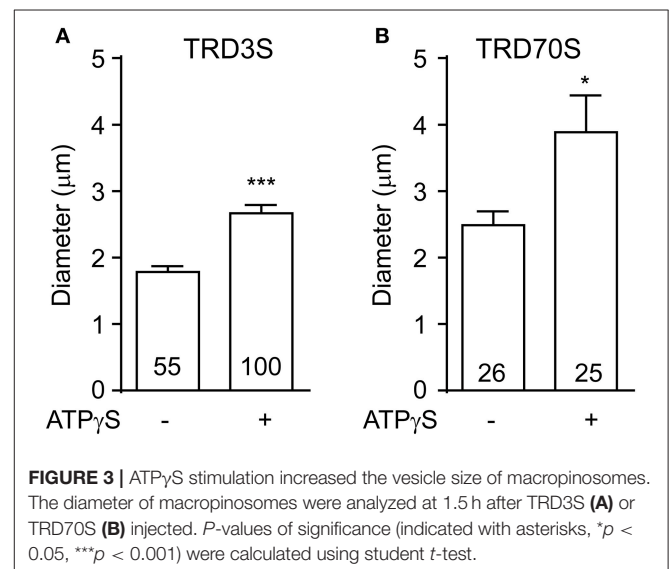 A
TRD3S
5
4
3
2
1
0
Diameter (μm)
***
55
100
ATPγS - +
B
TRD70S
5
4
3
2
1
0
Diameter (μm)
*
26
25
ATPγS - +
FIGURE 3 | ATPγS stimulation increased the vesicle size of macropinosomes.
The diameter of macropinosomes were analyzed at 1.5 h after TRD3S (A) or
TRD70S (B) injected. P-values of significance (indicated with asterisks, *p <
0.05, ***p < 0.001) were calculated using student t-test.